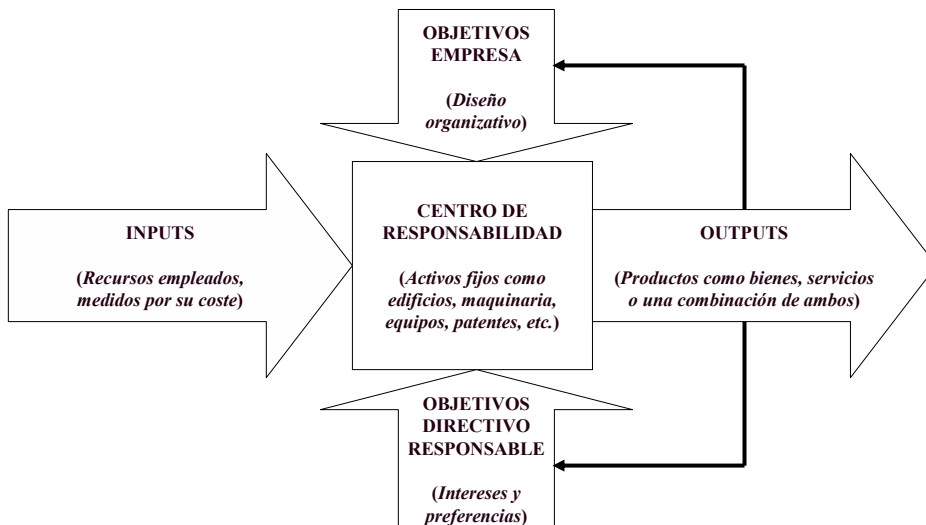 OBJETIVOS
EMPRESA
(Diseño
organizativo)
INPUTS
(Recursos empleados,
medidos por su coste)
CENTRO DE
RESPONSABILIDAD
(Activos fijos como
edificios, maquinaria,
equipos, patentes, etc.)
OUTPUTS
(Productos como bienes, servicios
o una combinación de ambos)
OBJETIVOS
DIRECTIVO
RESPONSABLE
(Intereses y
preferencias)